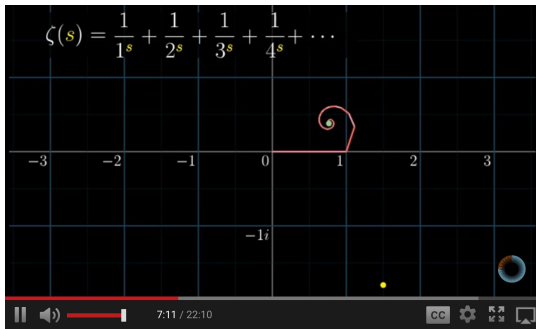 ζ(s) = 1/1^s + 1/2^s + 1/3^s + 1/4^s + ···
−3 −2 −1 0 1 2 3
−1i
7:11 / 22:10 CC